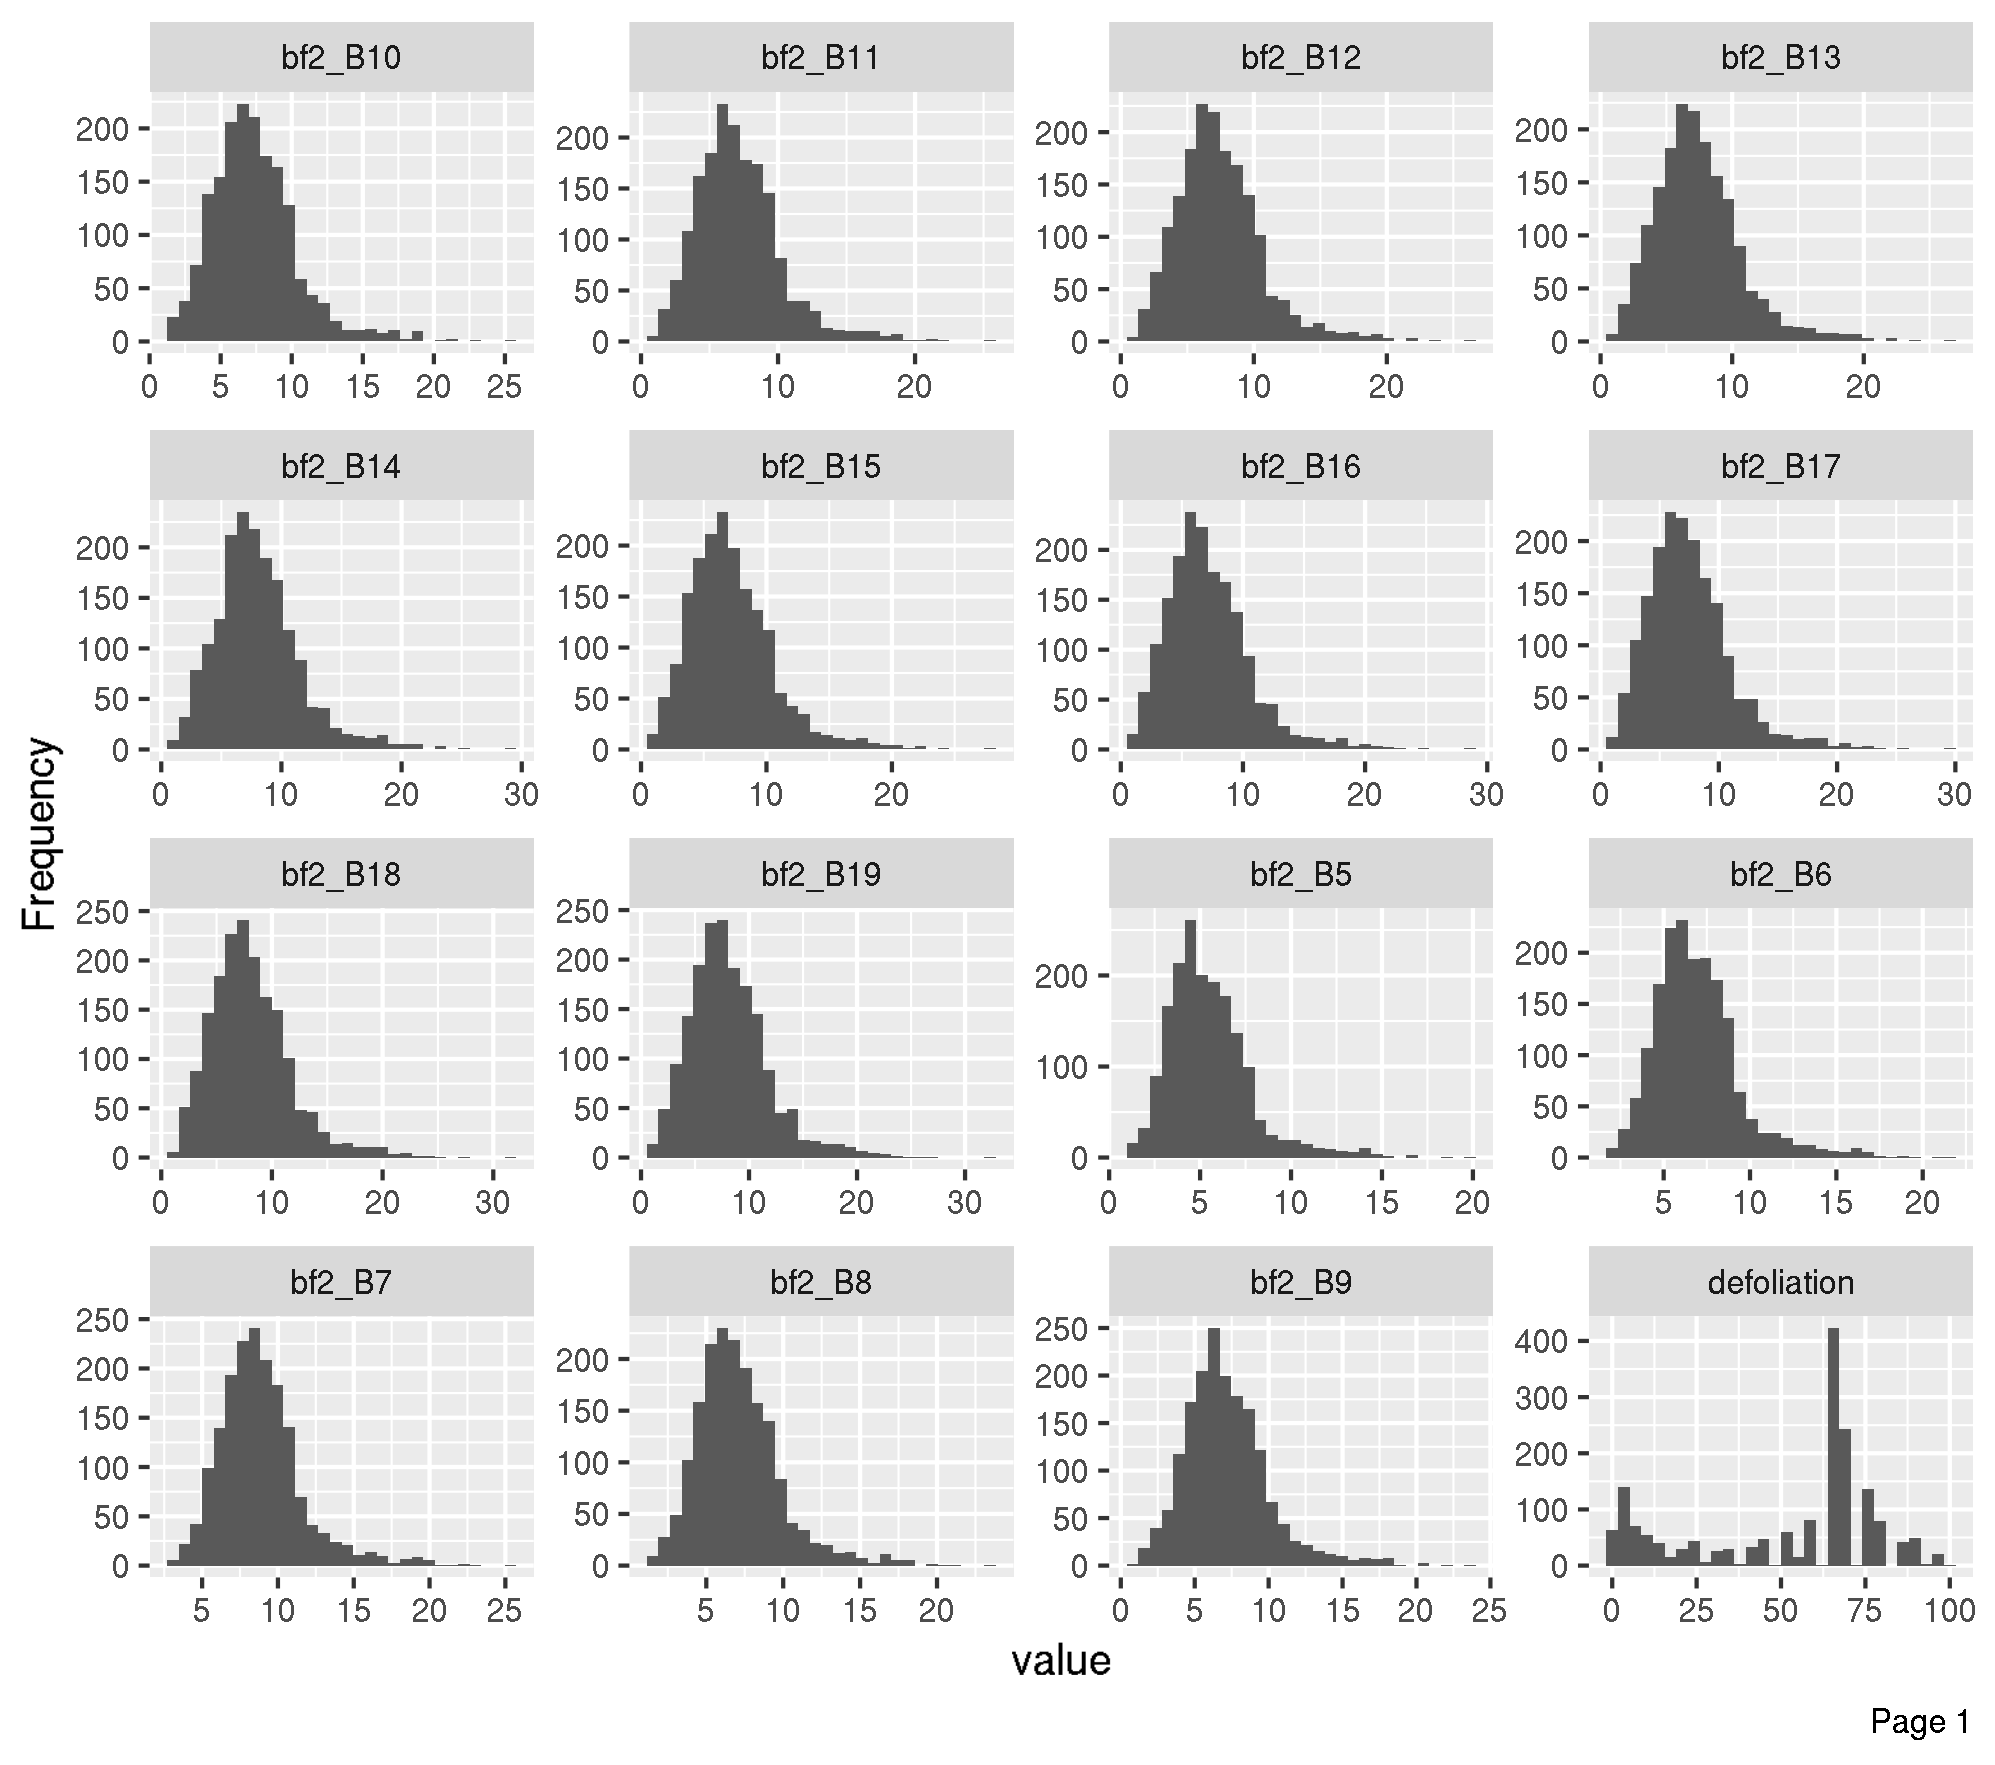 bf2_B10 bf2_B11 bf2_B12 bf2_B13
200 150 100 50 0
200 150 100 50 0
200 150 100 50 0
200 150 100 50 0
0 5 10 15 20 25
0 10 20
0 10 20
0 10 20
bf2_B14 bf2_B15 bf2_B16 bf2_B17
200 150 100 50 0
200 150 100 50 0
200 150 100 50 0
200 150 100 50 0
0 10 20 30
0 10 20
0 10 20 30
0 10 20 30
Frequency
bf2_B18 bf2_B19 bf2_B5 bf2_B6
250 200 150 100 50 0
250 200 150 100 50 0
200 100 0
200 150 100 50 0
0 10 20 30
0 10 20 30
0 5 10 15 20
5 10 15 20
bf2_B7 bf2_B8 bf2_B9 defoliation
250 200 150 100 50 0
200 150 100 50 0
250 200 150 100 50 0
400 300 200 100 0
5 10 15 20 25
5 10 15 20
0 5 10 15 20 25
0 25 50 75 100
value
Page 1